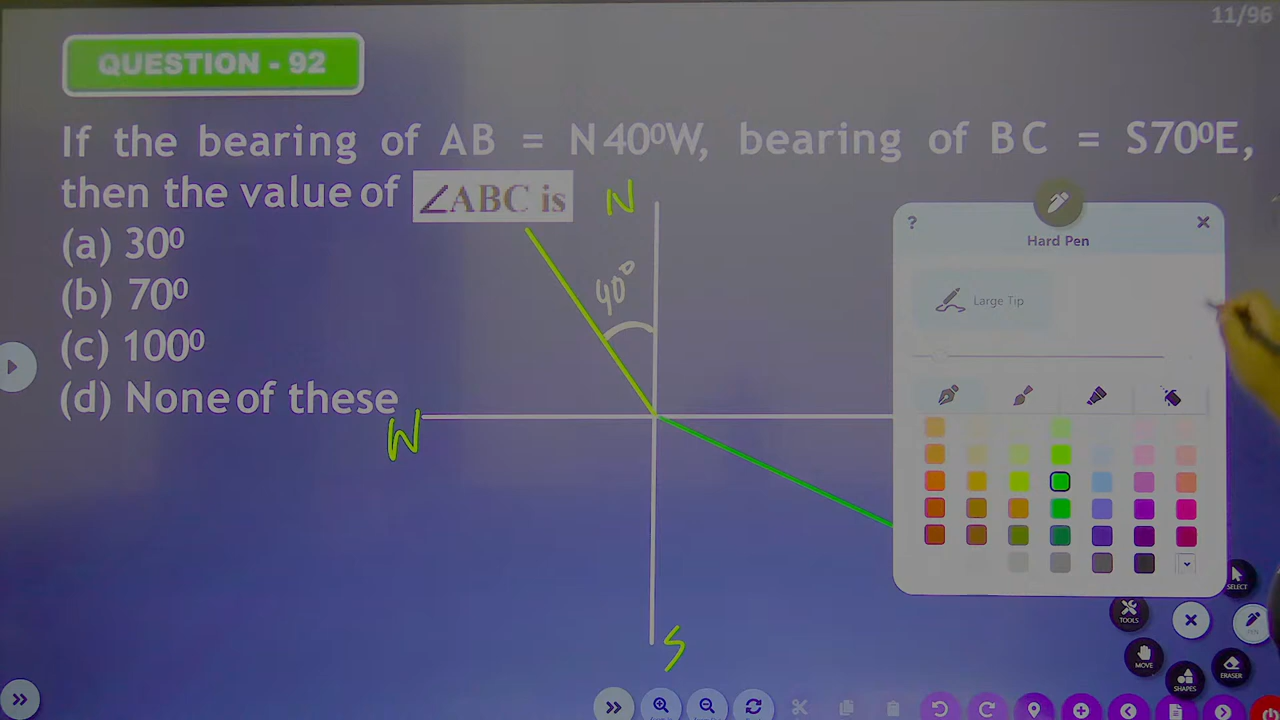 11/96
QUESTION - 92
If the bearing of AB = N40⁰W, bearing of BC = S70⁰E,
then the value of ∠ABC is
(a) 30⁰
(b) 70⁰
(c) 100⁰
(d) None of these
N
40°
W
S
?
Hard Pen
Large Tip
SELECT
TOOLS
PEN
MOVE
ERASER
SHAPES